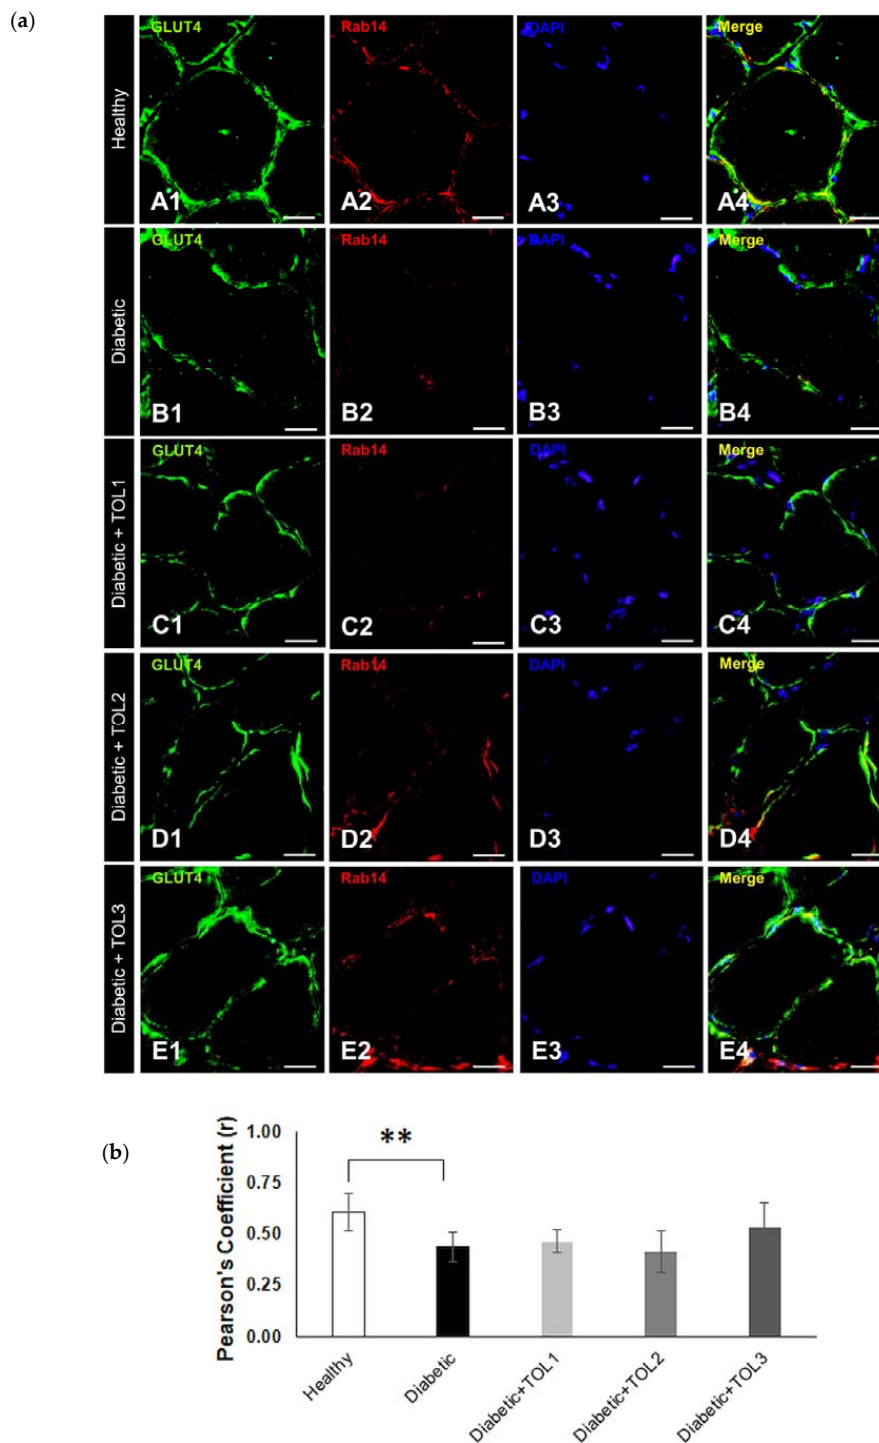 (a)
Healthy
GLUT4
Rab14
DAPI
Merge
A1
A2
A3
A4
Diabetic
GLUT4
Rab14
DAPI
Merge
B1
B2
B3
B4
Diabetic + TOL1
GLUT4
Rab14
DAPI
Merge
C1
C2
C3
C4
Diabetic + TOL2
GLUT4
Rab14
DAPI
Merge
D1
D2
D3
D4
Diabetic + TOL3
GLUT4
Rab14
DAPI
Merge
E1
E2
E3
E4
(b)
Pearson's Coefficient (r)
1.00
0.75
0.50
0.25
0.00
**
Healthy
Diabetic
Diabetic+TOL1
Diabetic+TOL2
Diabetic+TOL3